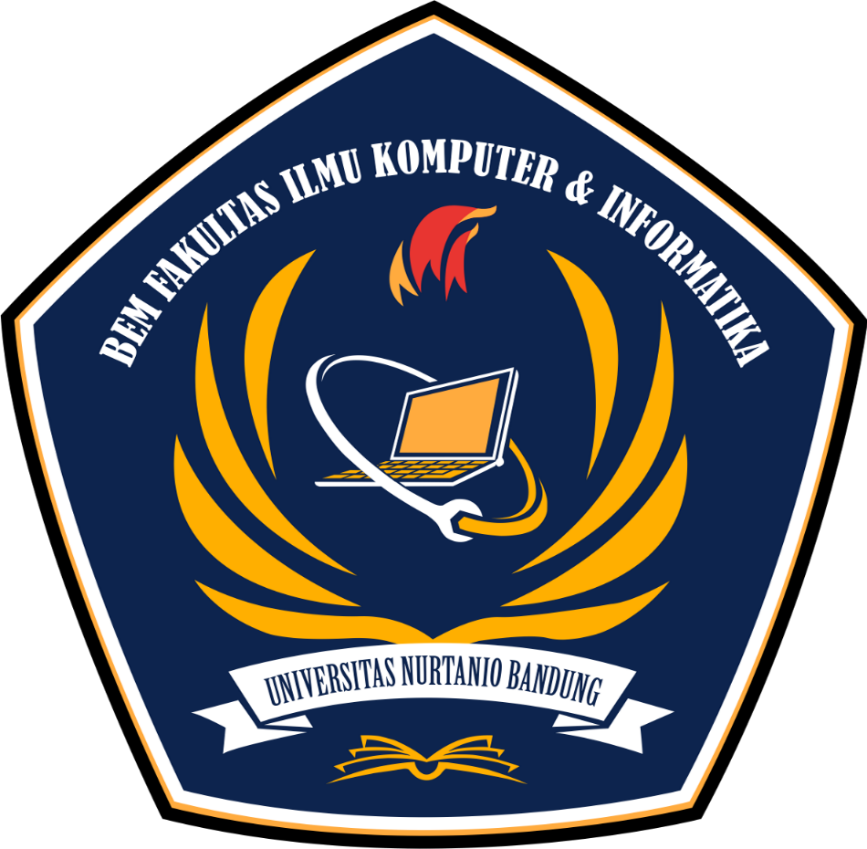 BEM FAKULTAS ILMU KOMPUTER & INFORMATIKA
UNIVERSITAS NURTANIO BANDUNG